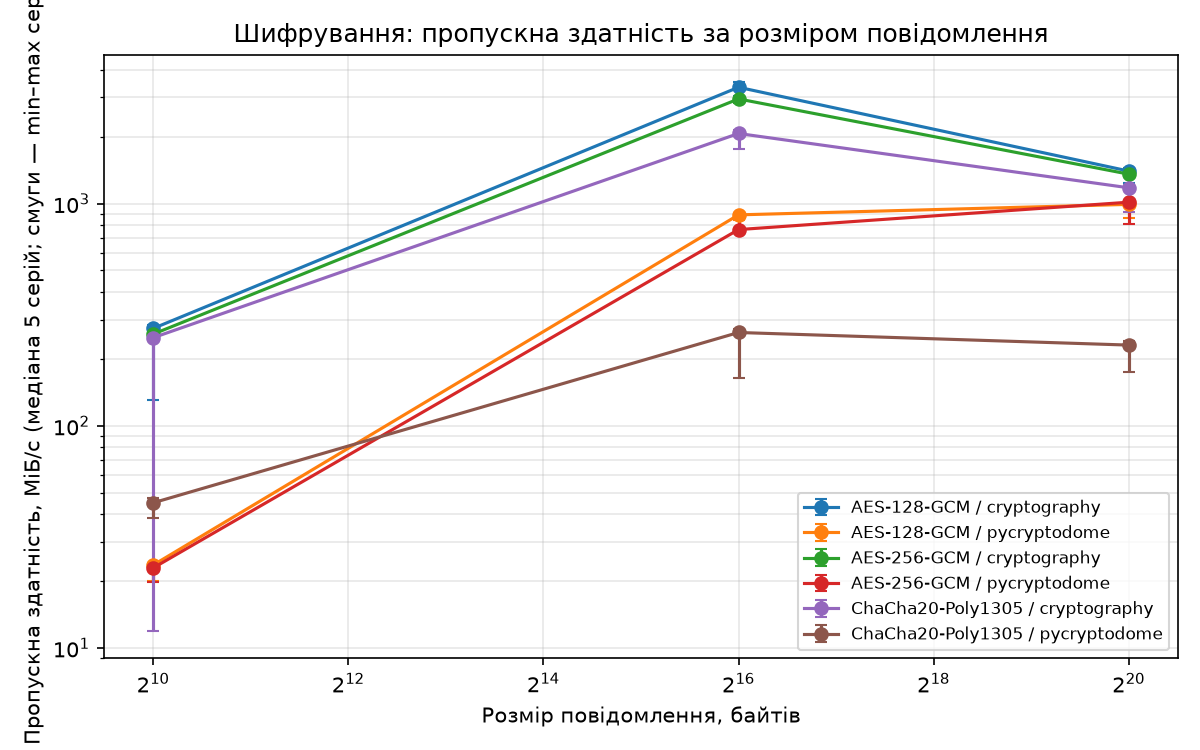 Шифрування: пропускна здатність за розміром повідомлення
Пропускна здатність, МіБ/с (медіана 5 серій; смуги — min-max сер
10³
10²
10¹
2¹⁰
2¹²
2¹⁴
2¹⁶
2¹⁸
2²⁰
Розмір повідомлення, байтів
AES-128-GCM / cryptography
AES-128-GCM / pycryptodome
AES-256-GCM / cryptography
AES-256-GCM / pycryptodome
ChaCha20-Poly1305 / cryptography
ChaCha20-Poly1305 / pycryptodome